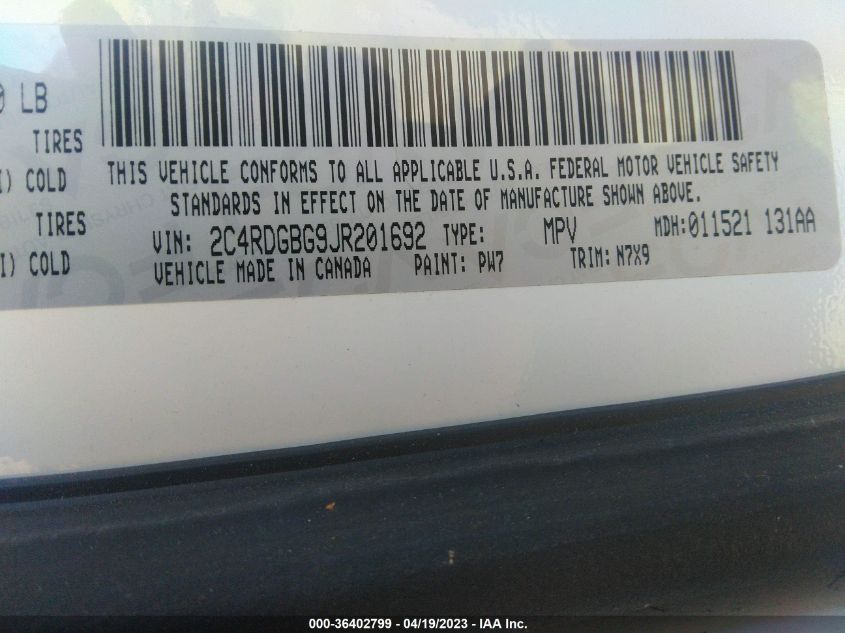 0 LB
TIRES
I) COLD
TIRES
I) COLD
THIS VEHICLE CONFORMS TO ALL APPLICABLE U.S.A. FEDERAL MOTOR VEHICLE SAFETY
STANDARDS IN EFFECT ON THE DATE OF MANUFACTURE SHOWN ABOVE.
VIN: 2C4RDGBG9JR201692 TYPE: MPV MDH:011521 131AA
VEHICLE MADE IN CANADA PAINT: PW7 TRIM: N7X9
000-36402799 - 04/19/2023 - IAA Inc.